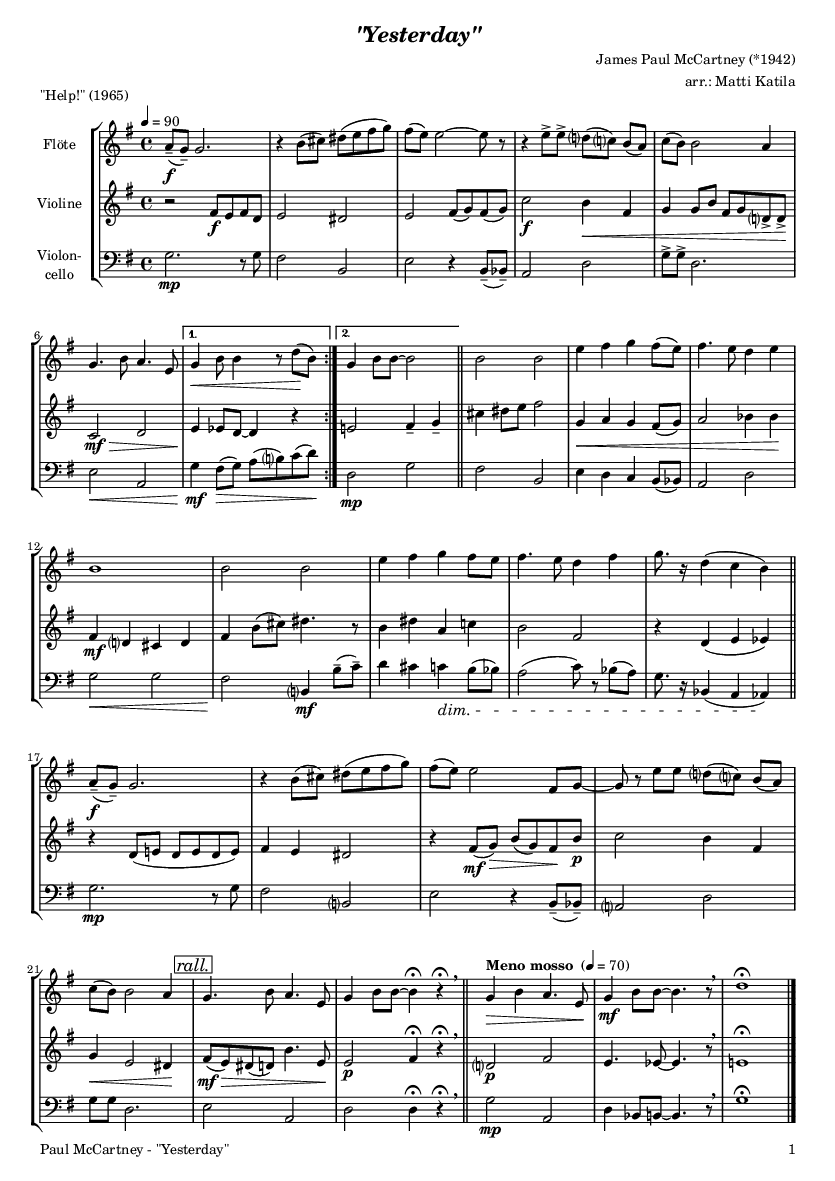 "Yesterday"
James Paul McCartney (*1942)
arr.: Matti Katila
"Help!" (1965)
♩ = 90
Flöte
f
Violine
f
f
Violon-
cello
mp
6
1.
2.
mf
mf
mp
12
mf
mf
dim.
17
f
mf
p
mp
21
rall.
Meno mosso (♩ = 70)
mf
mf
p
p
mp
Paul McCartney - "Yesterday"
1